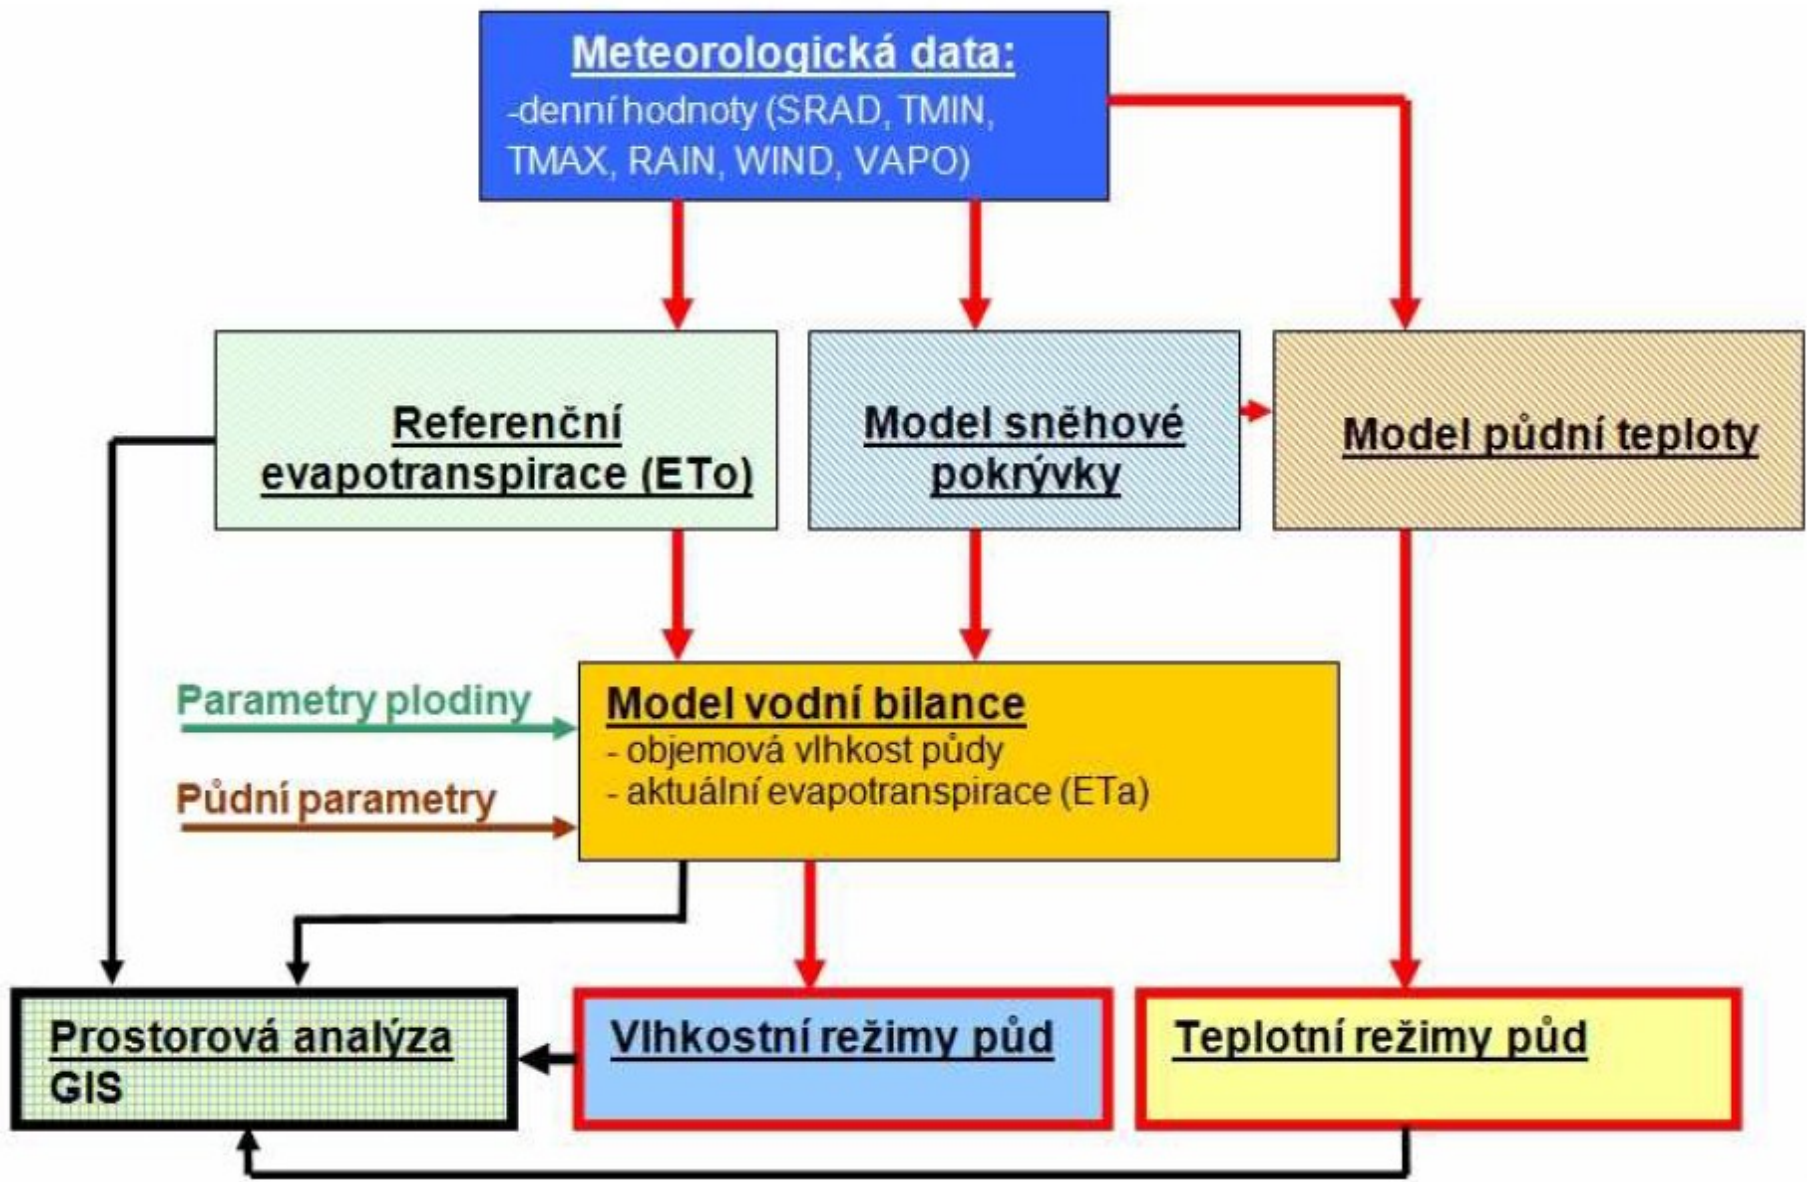 Meteorologická data:
-denní hodnoty (SRAD, TMIN,
TMAX, RAIN, WIND, VAPO)
Referenční
evapotranspirace (ETo)
Model sněhové
pokrývky
Model půdní teploty
Parametry plodiny
Půdní parametry
Model vodní bilance
- objemová vlhkost půdy
- aktuální evapotranspirace (ETa)
Prostorová analýza
GIS
Vlhkostní režimy půd
Teplotní režimy půd